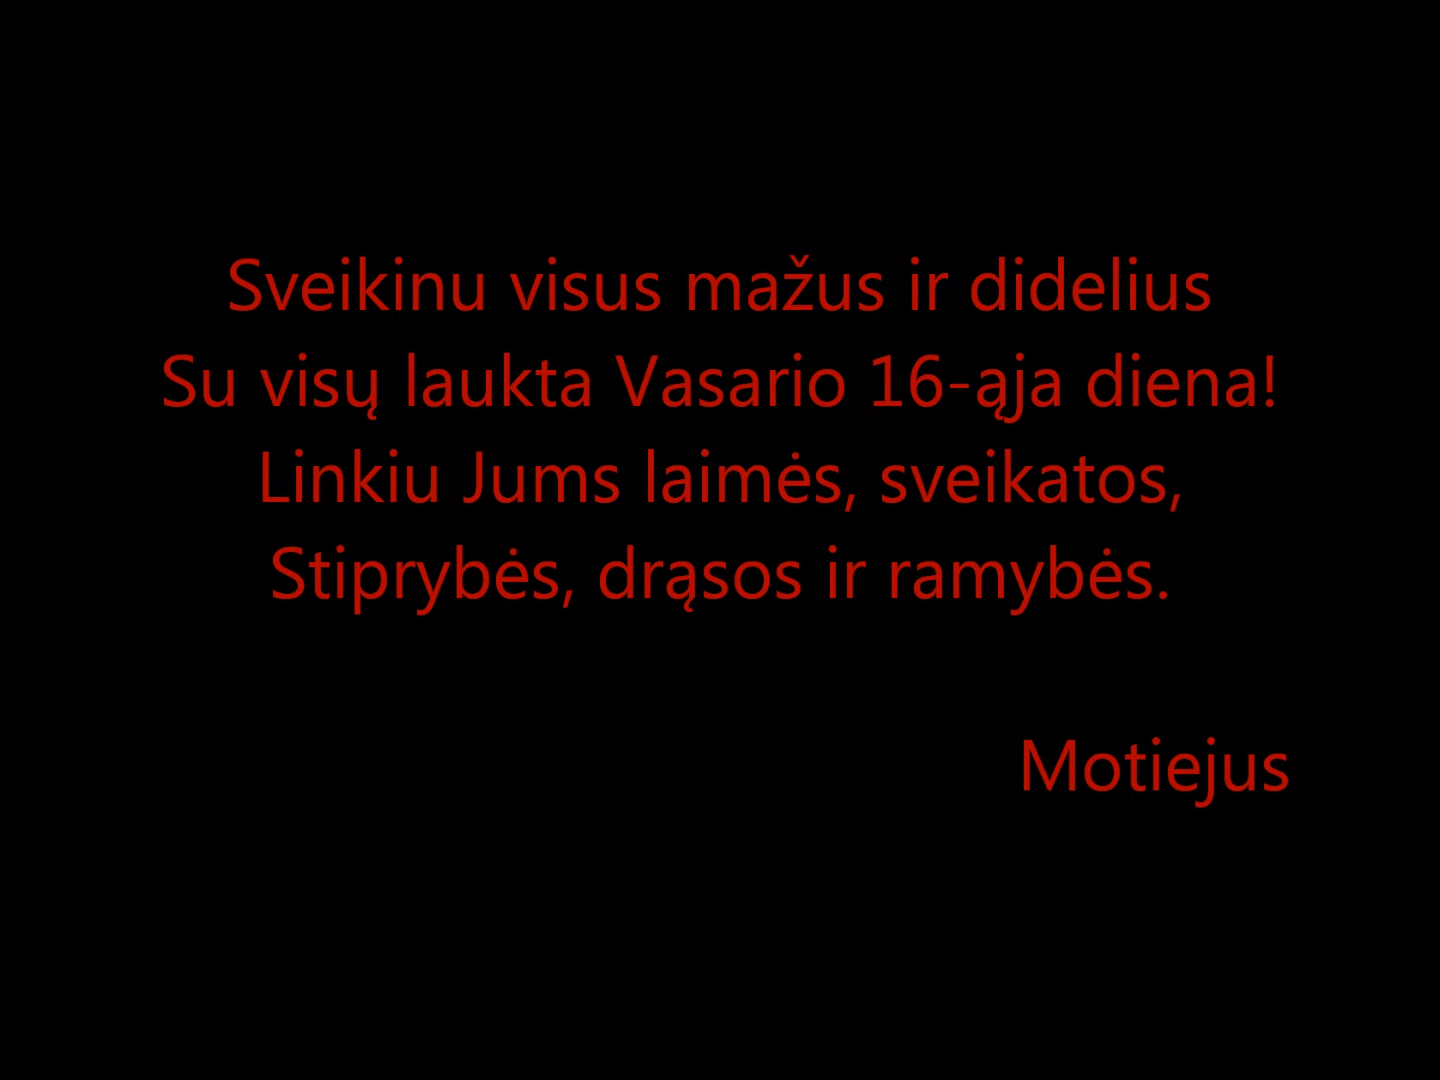 Sveikinu visus mažus ir didelius
Su visų laukta Vasario 16-ąja diena!
Linkiu Jums laimės, sveikatos,
Stiprybės, drąsos ir ramybės.
Motiejus